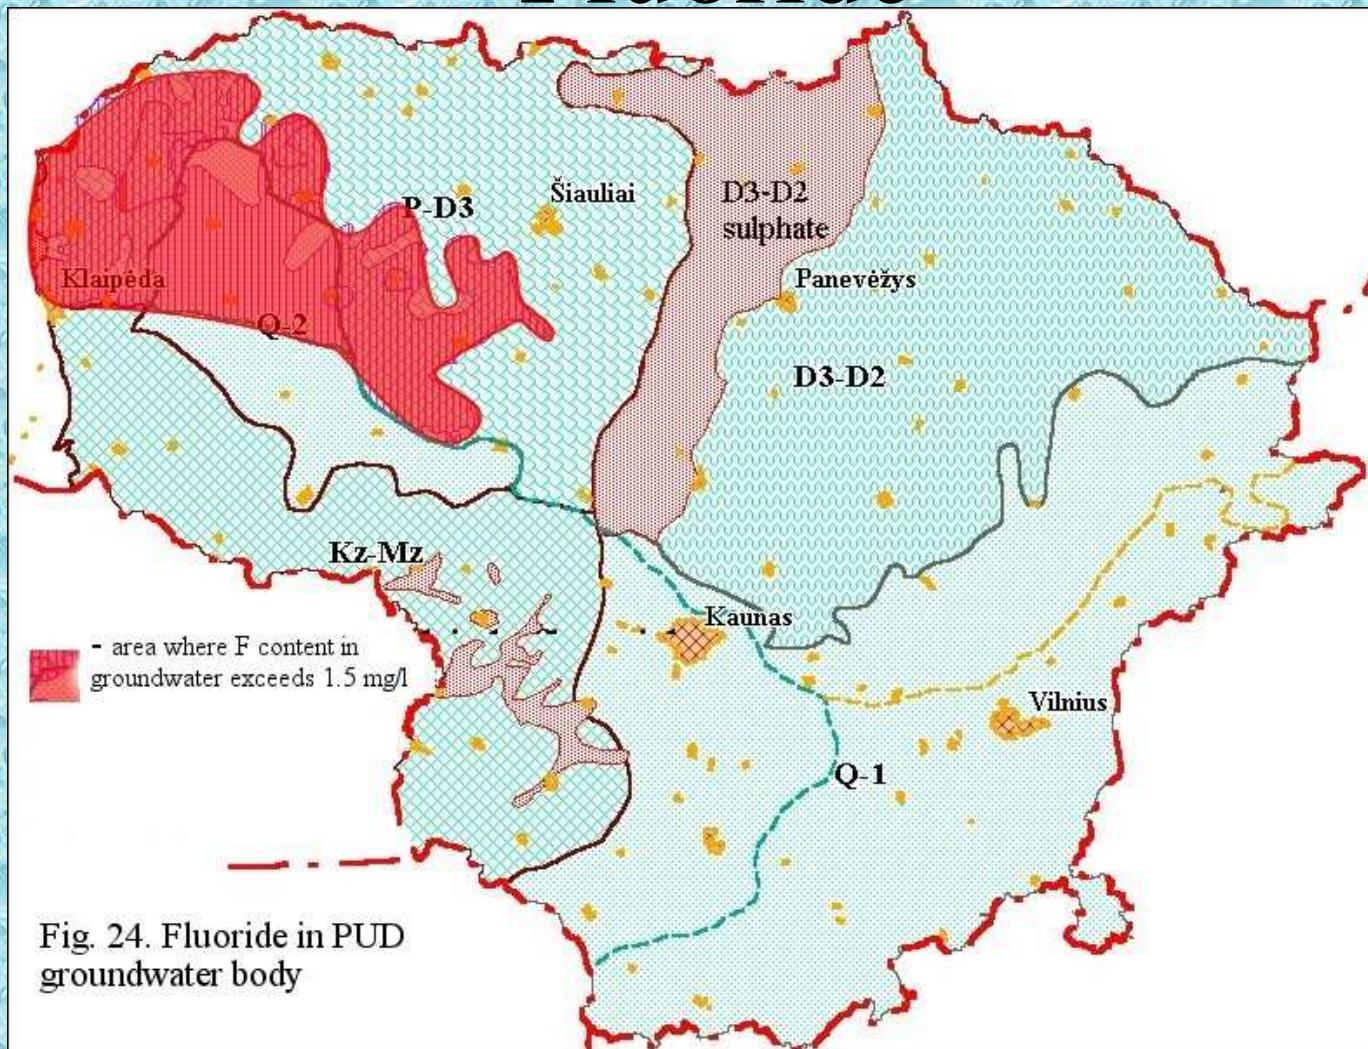 Fluoride
P-D3
Šiauliai
D3-D2
sulphate
Klaipėda
Panevėžys
Q-2
D3-D2
Kz-Mz
Kaunas
- area where F content in
groundwater exceeds 1.5 mg/l
Vilnius
Q-1
Fig. 24. Fluoride in PUD
groundwater body